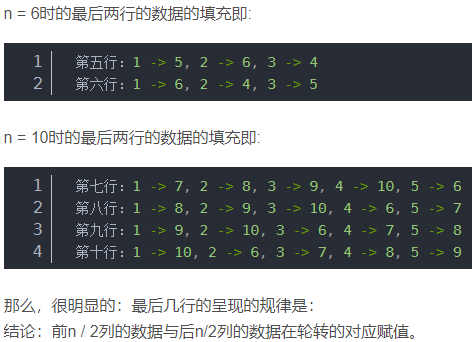 n = 6时的最后两行的数据的填充即:
1 第五行：1 -> 5, 2 -> 6, 3 -> 4
2 第六行：1 -> 6, 2 -> 4, 3 -> 5
n = 10时的最后两行的数据的填充即:
1 第七行：1 -> 7, 2 -> 8, 3 -> 9, 4 -> 10, 5 -> 6
2 第八行：1 -> 8, 2 -> 9, 3 -> 10, 4 -> 6, 5 -> 7
3 第九行：1 -> 9, 2 -> 10, 3 -> 6, 4 -> 7, 5 -> 8
4 第十行：1 -> 10, 2 -> 6, 3 -> 7, 4 -> 8, 5 -> 9
那么，很明显的：最后几行的呈现的规律是：
结论：前n / 2列的数据与后n/2列的数据在轮转的对应赋值。